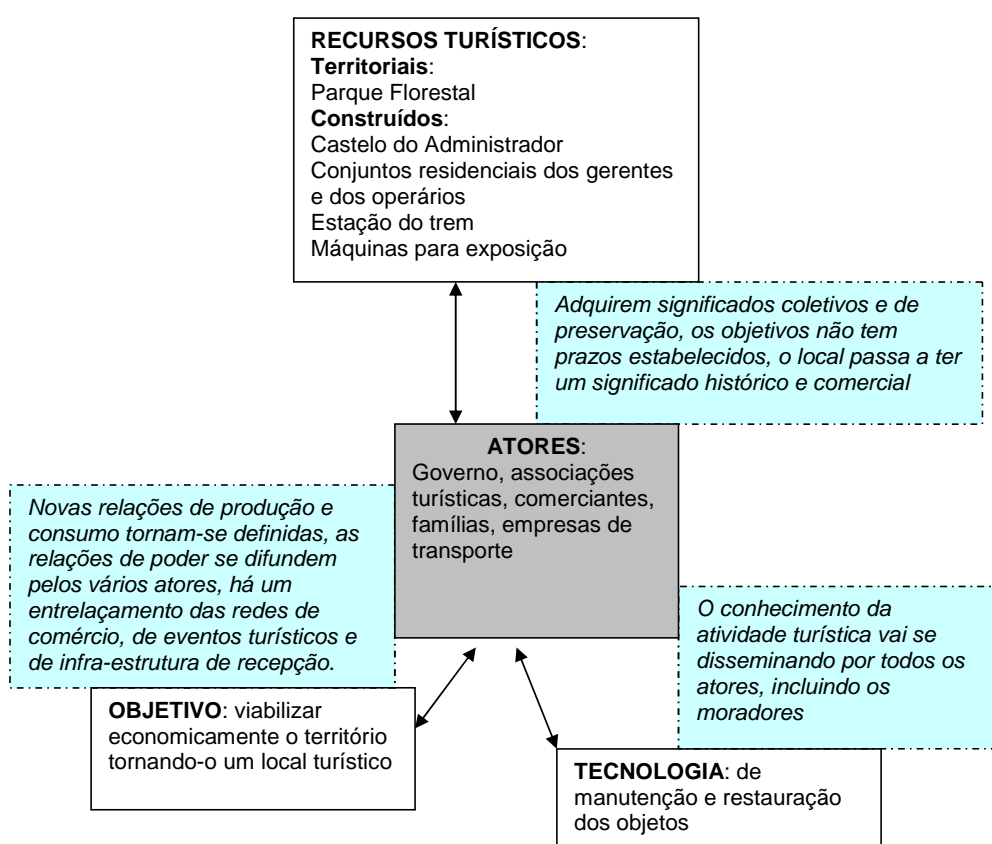 RECURSOS TURÍSTICOS:
Territoriais:
Parque Florestal
Construídos:
Castelo do Administrador
Conjuntos residenciais dos gerentes
e dos operários
Estação do trem
Máquinas para exposição
Adquirem significados coletivos e de
preservação, os objetivos não tem
prazos estabelecidos, o local passa a ter
um significado histórico e comercial
ATORES:
Governo, associações
turísticas, comerciantes,
famílias, empresas de
transporte
Novas relações de produção e
consumo tornam-se definidas, as
relações de poder se difundem
pelos vários atores, há um
entrelaçamento das redes de
comércio, de eventos turísticos e
de infra-estrutura de recepção.
O conhecimento da
atividade turística vai se
disseminando por todos os
atores, incluindo os
moradores
OBJETIVO: viabilizar
economicamente o território
tornando-o um local turístico
TECNOLOGIA: de
manutenção e restauração
dos objetos